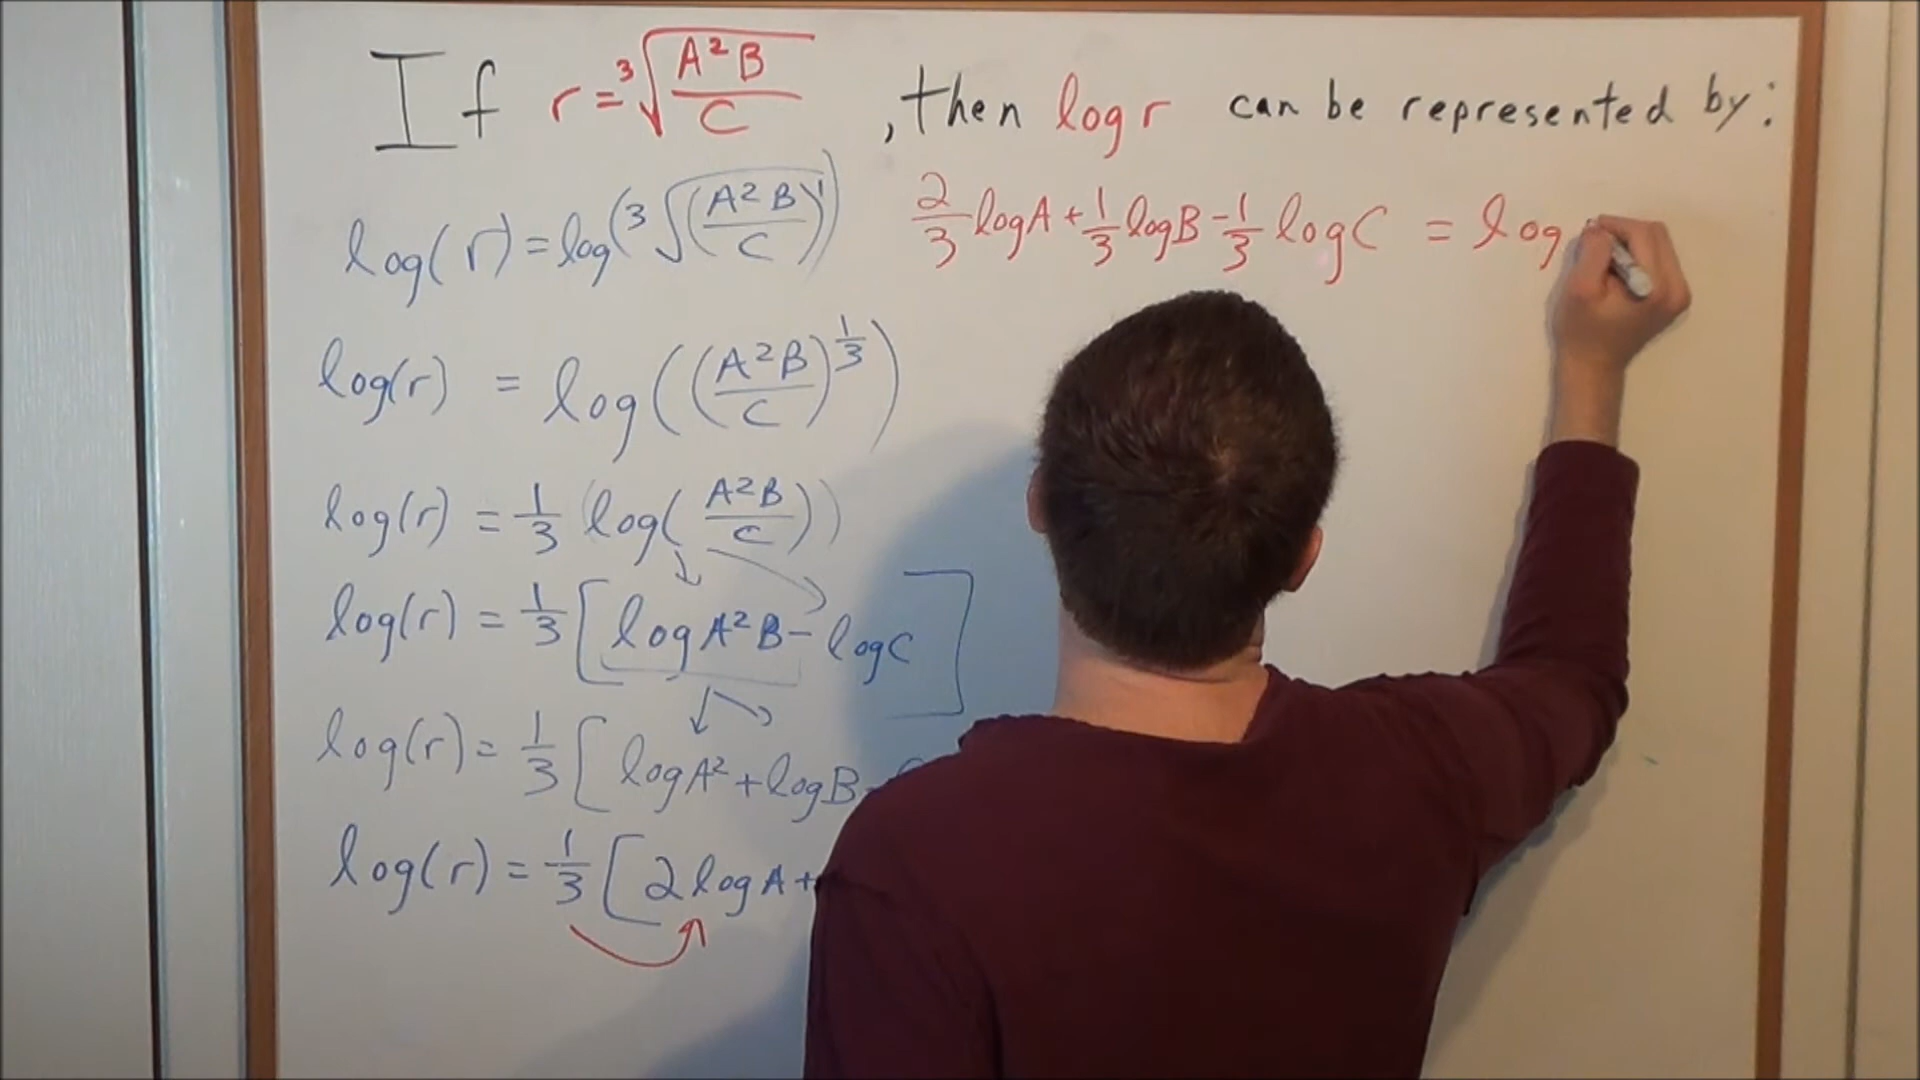 If r = ³√(A²B/C) , then log r can be represented by:
log(r) = log(³√(A²B/C))
2/3 logA + 1/3 logB - 1/3 logC = log
log(r) = log((A²B/C)^1/3)
log(r) = 1/3 (log(A²B/C))
log(r) = 1/3 [logA²B - logC]
log(r) = 1/3 [logA² + logB -
log(r) = 1/3 [2logA +